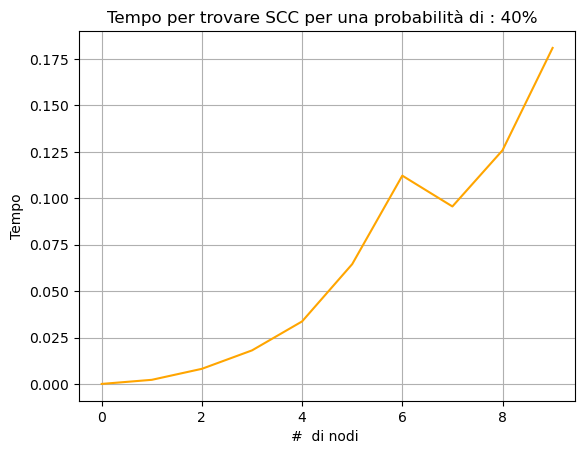 Tempo per trovare SCC per una probabilità di : 40%
0.175
0.150
0.125
0.100
0.075
0.050
0.025
0.000
Tempo
0 2 4 6 8
#  di nodi